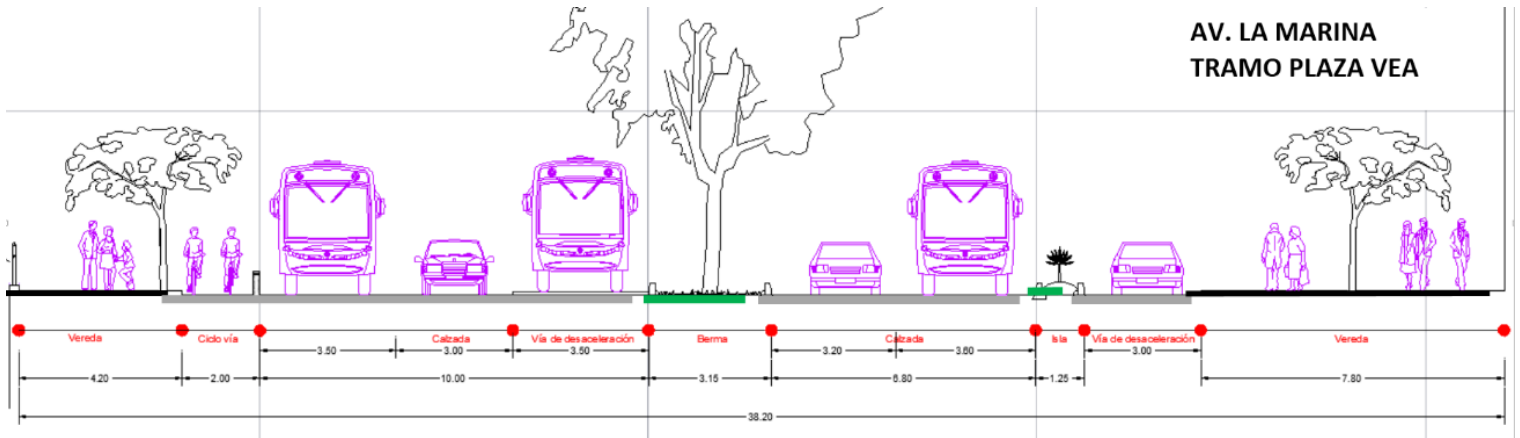 AV. LA MARINA
TRAMO PLAZA VEA
Vereda Ciclo vía Calzada Vía de desaceleración Berma Calzada Isla Vía de desaceleración Vereda
3.50 3.00 3.50 3.20 3.60 3.00
4.20 2.00 10.00 3.15 6.80 1.25 7.80
38.20